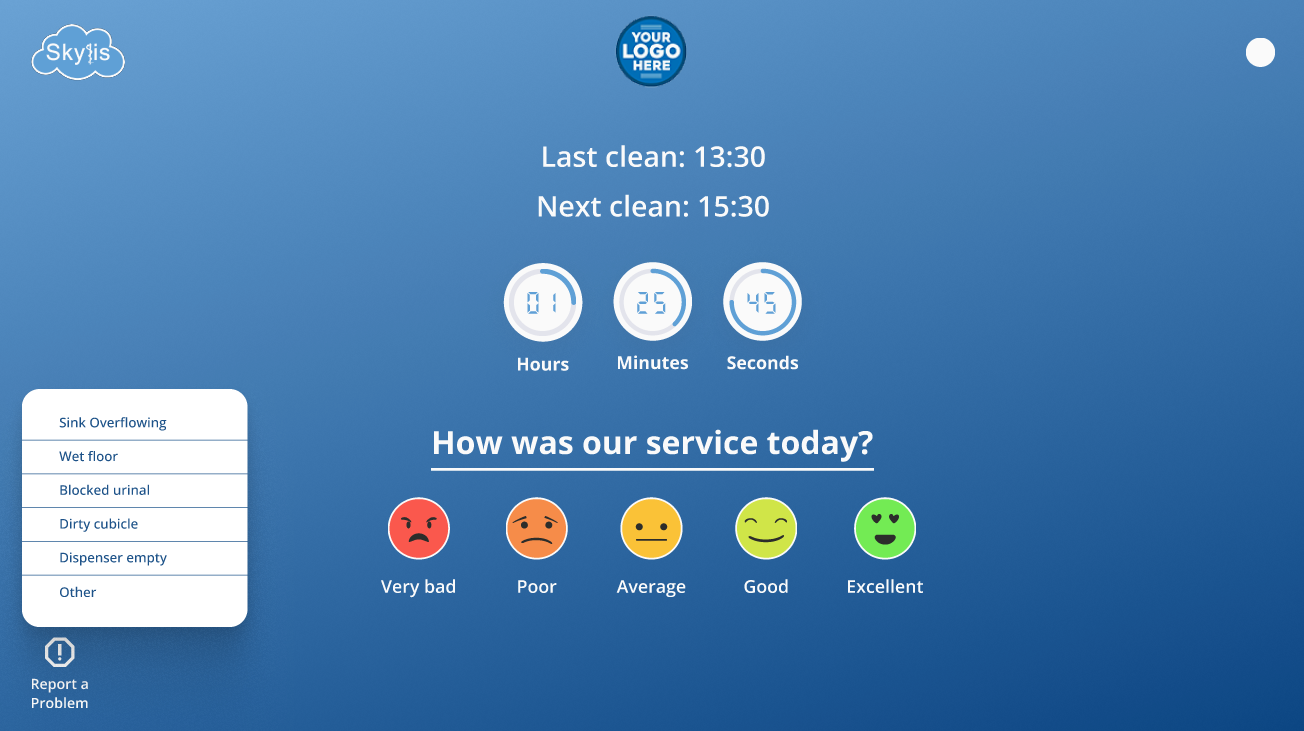 Skylis
YOUR
LOGO
HERE
Last clean: 13:30
Next clean: 15:30
01
25
45
Hours
Minutes
Seconds
How was our service today?
Very bad
Poor
Average
Good
Excellent
Sink Overflowing
Wet floor
Blocked urinal
Dirty cubicle
Dispenser empty
Other
Report a
Problem